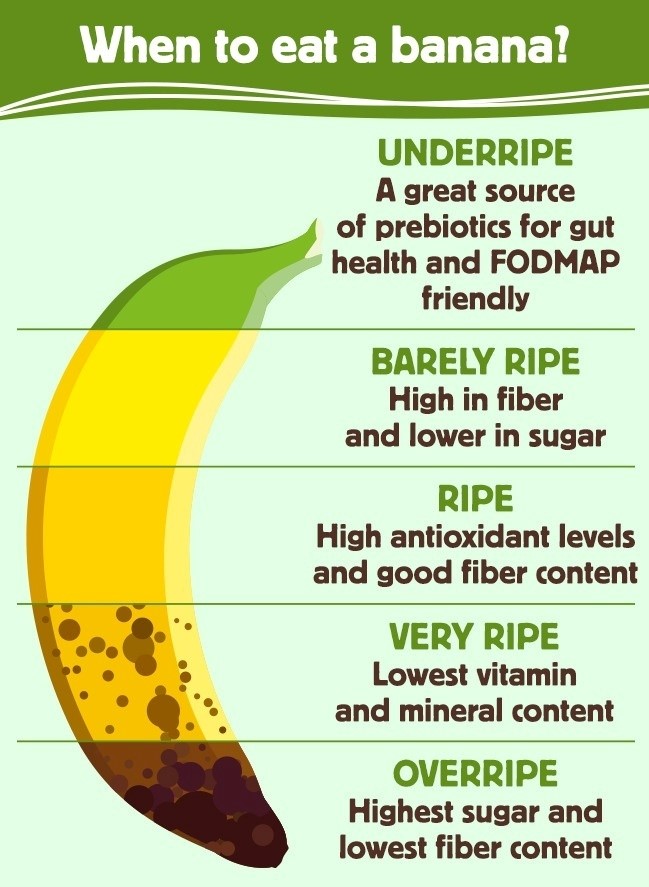 When to eat a banana?
UNDERRIPE
A great source
of prebiotics for gut
health and FODMAP
friendly
BARELY RIPE
High in fiber
and lower in sugar
RIPE
High antioxidant levels
and good fiber content
VERY RIPE
Lowest vitamin
and mineral content
OVERRIPE
Highest sugar and
lowest fiber content